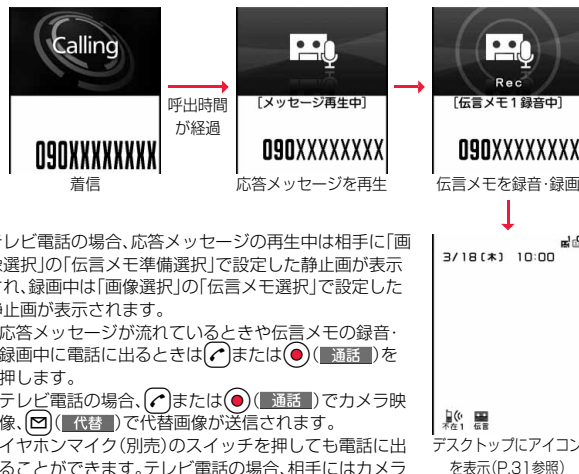 Calling
090XXXXXXXX
着信
呼出時間
が経過
[メッセージ再生中]
090XXXXXXXX
応答メッセージを再生
Rec
[伝言メモ1録音中]
090XXXXXXXX
伝言メモを録音・録画
テレビ電話の場合、応答メッセージの再生中は相手に「画
像選択」の「伝言メモ準備選択」で設定した静止画が表示
され、録画中は「画像選択」の「伝言メモ選択」で設定した
静止画が表示されます。
応答メッセージが流れているときや伝言メモの録音・
録画中に電話に出るときは または ( 通話 )を
押します。
テレビ電話の場合、 または ( 通話 )でカメラ映
像、 ( 代替 )で代替画像が送信されます。
イヤホンマイク(別売)のスイッチを押しても電話に出
ることができます。テレビ電話の場合、相手にはカメラ
3/18(木) 10:00
不在1 伝言
デスクトップにアイコン
を表示(P.31参照)